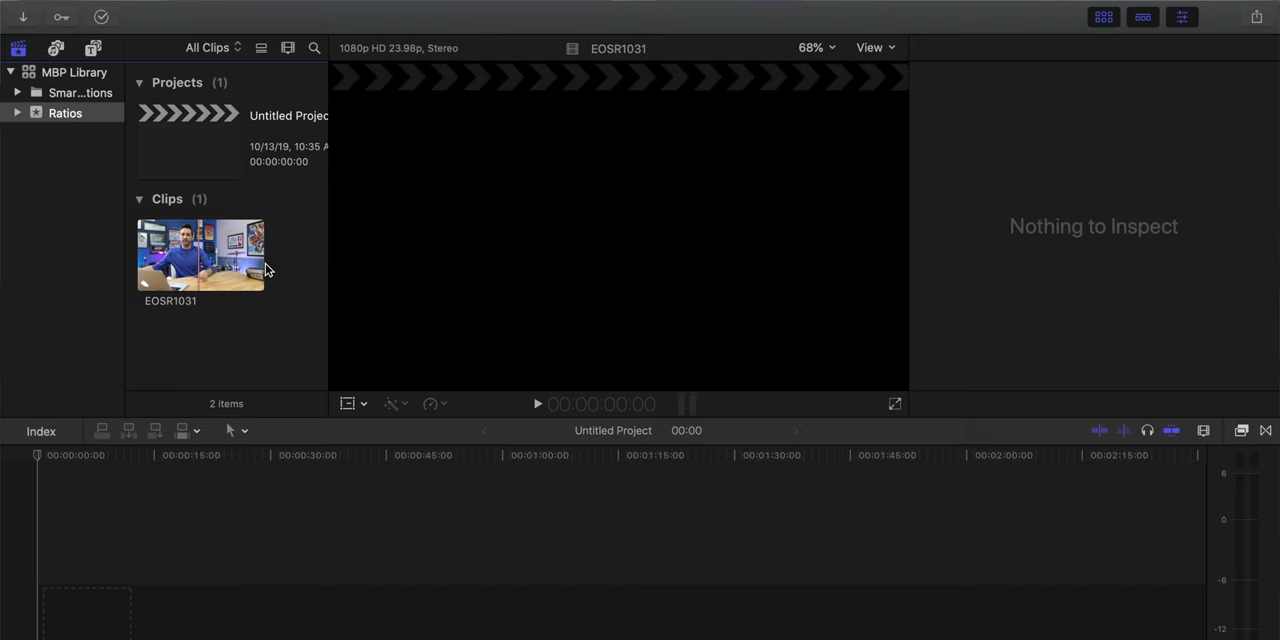 All Clips
1080p HD 23.98p, Stereo
EOSR1031
68%
View
MBP Library
Smar...tions
Ratios
Projects (1)
Untitled Projec
10/13/19, 10:35 A
00:00:00:00
Clips (1)
EOSR1031
2 items
Nothing to Inspect
00:00:00:00
Index
Untitled Project 00:00
00:00:00:00 00:00:15:00 00:00:30:00 00:00:45:00 00:01:00:00 00:01:15:00 00:01:30:00 00:01:45:00 00:02:00:00 00:02:15:00
6
0
-6
-12